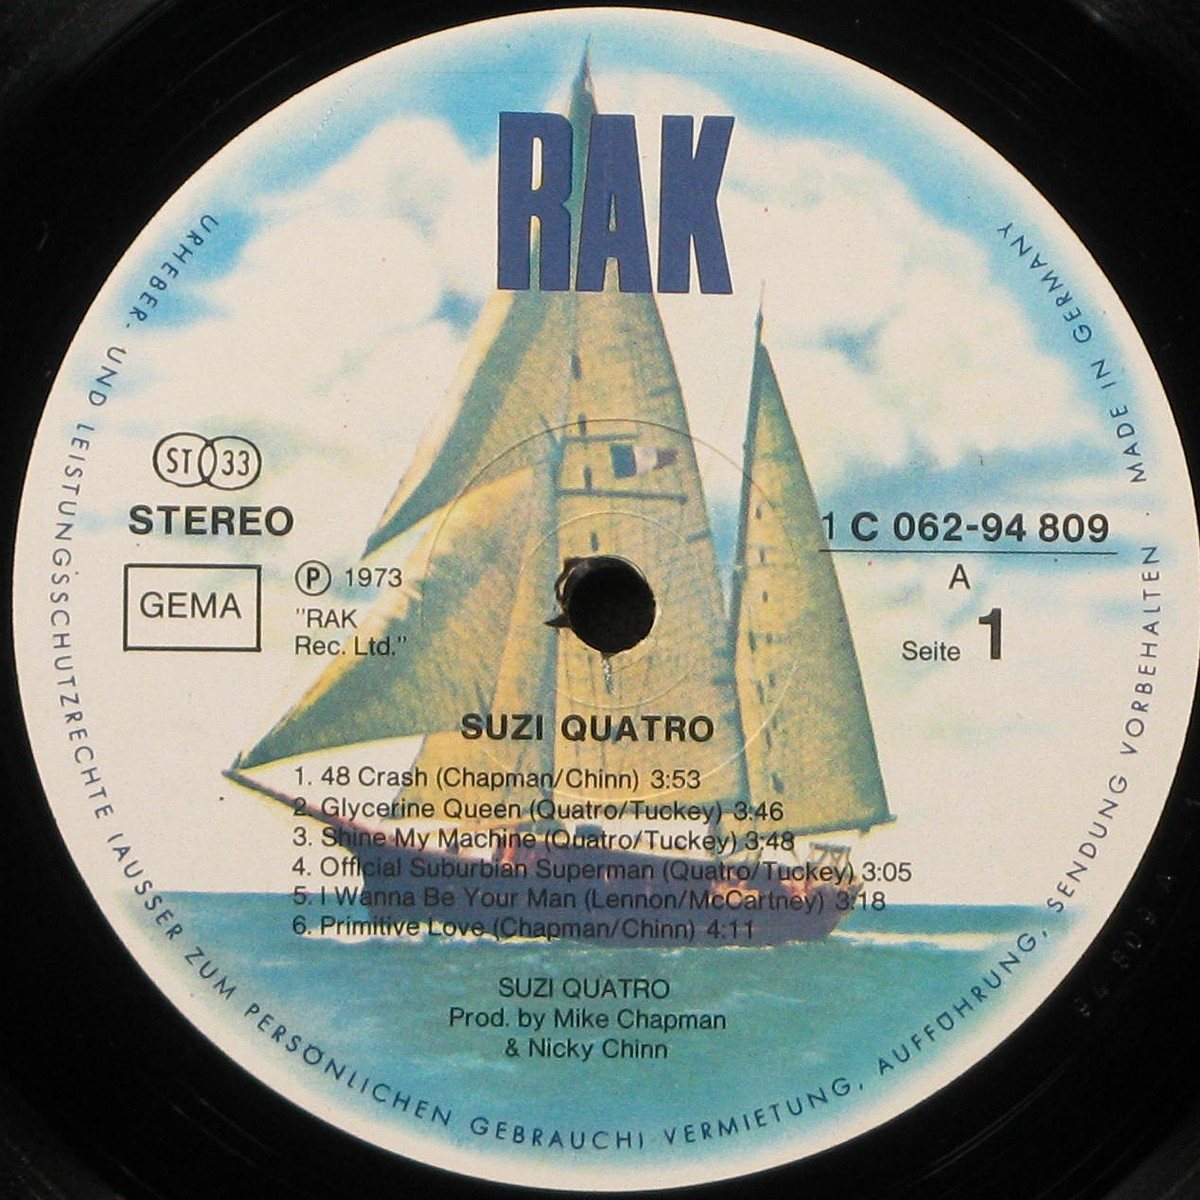 RAK
URHEBER- UND LEISTUNGSSCHUTZRECHTE (AUSSER ZUM PERSÖNLICHEN GEBRAUCH) VERMIETUNG, AUFFÜHRUNG, SENDUNG VORBEHALTEN · MADE IN GERMANY
ST 33
STEREO
GEMA
℗ 1973
"RAK
Rec. Ltd."
1 C 062-94 809
A
Seite 1
SUZI QUATRO
1. 48 Crash (Chapman/Chinn) 3:53
2. Glycerine Queen (Quatro/Tuckey) 3:46
3. Shine My Machine (Quatro/Tuckey) 3:48
4. Official Suburbian Superman (Quatro/Tuckey) 3:05
5. I Wanna Be Your Man (Lennon/McCartney) 3:18
6. Primitive Love (Chapman/Chinn) 4:11
SUZI QUATRO
Prod. by Mike Chapman
& Nicky Chinn